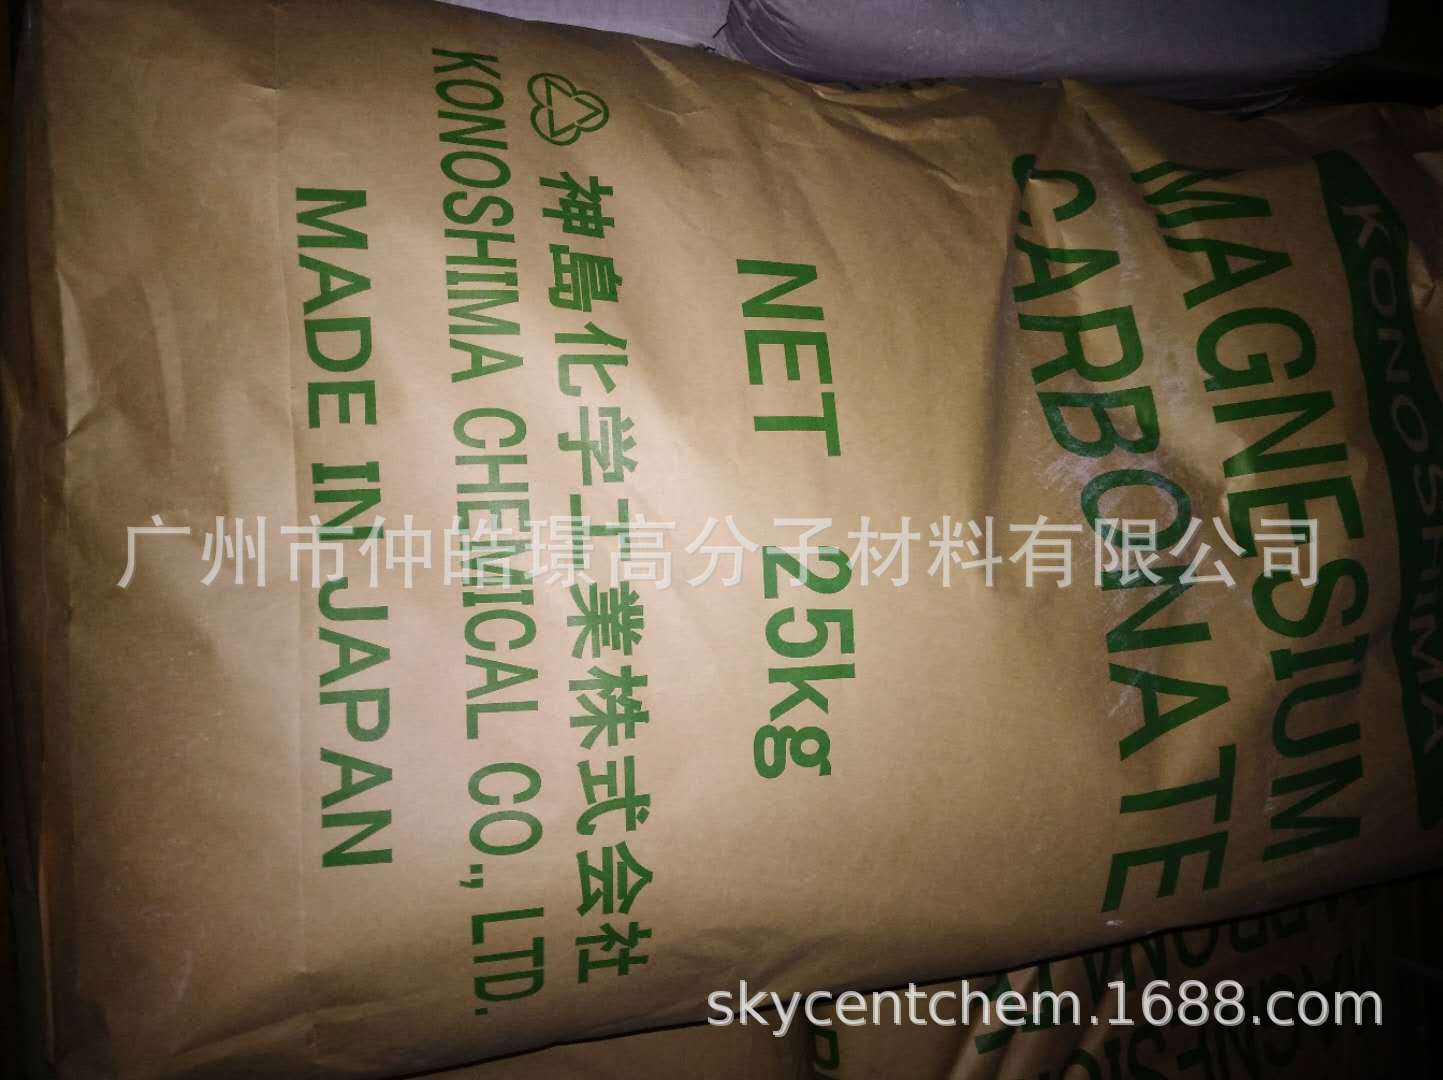 KONOSHIMA
MAGNESIUM
CARBONATE
NET 25kg
神島化学工業株式会社
KONOSHIMA CHEMICAL CO., LTD.
MADE IN JAPAN
广州市仲皓璟高分子材料有限公司
skycentchem.1688.com
MAGNESIUM
CARBONATE